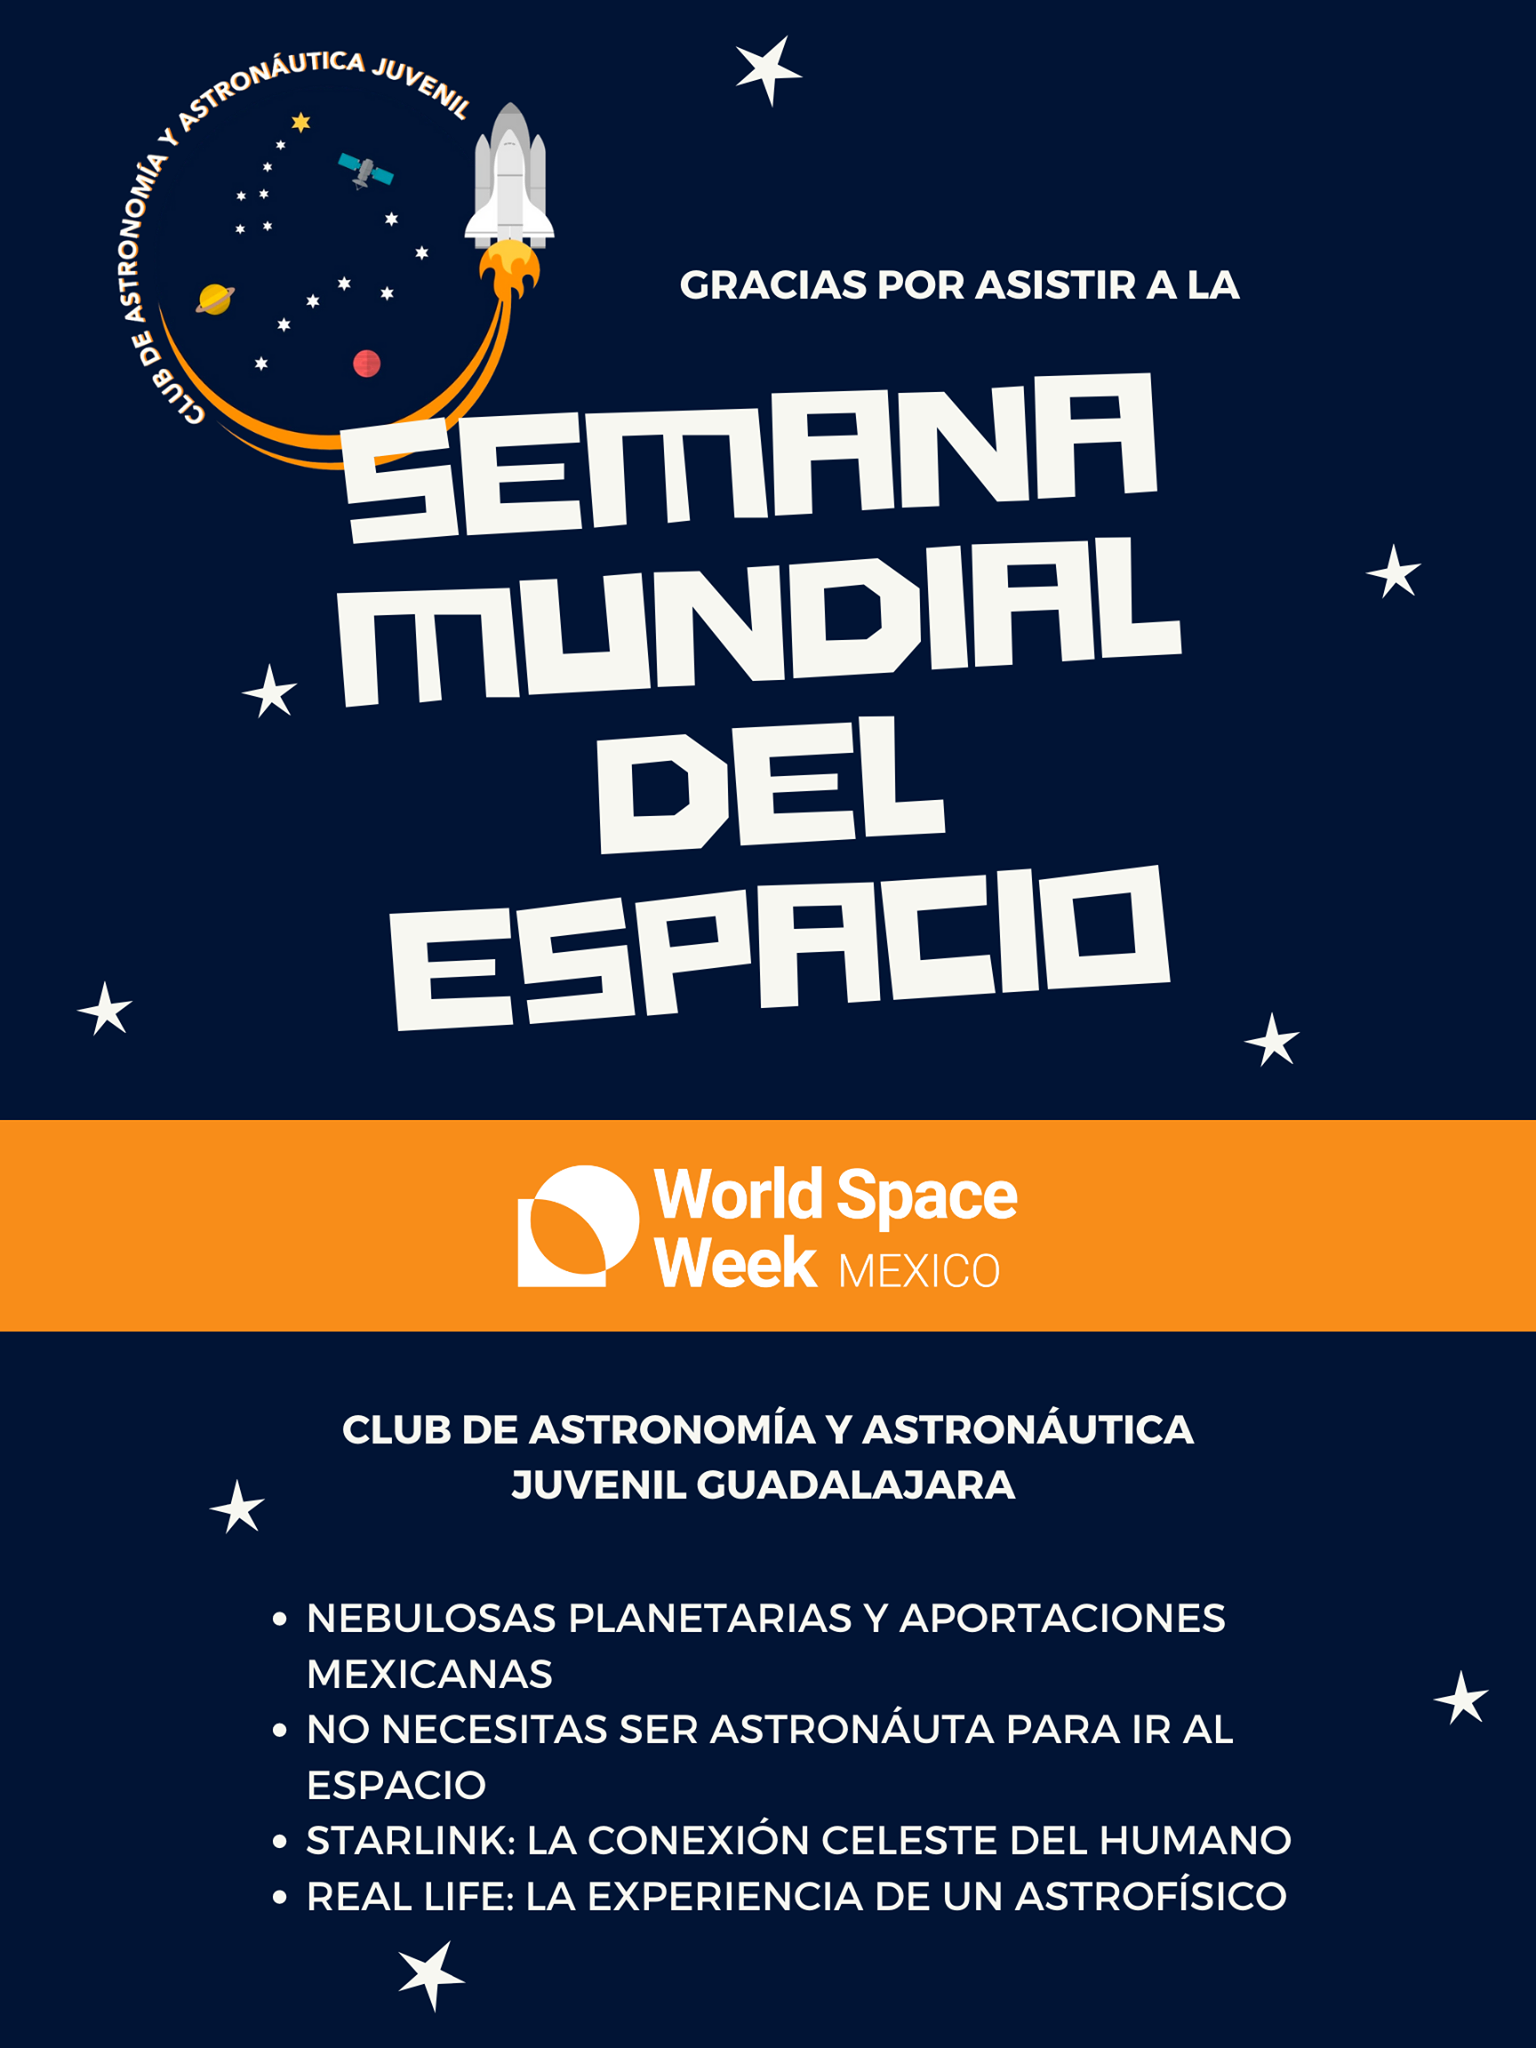 CLUB DE ASTRONOMÍA Y ASTRONÁUTICA JUVENIL
GRACIAS POR ASISTIR A LA
SEMANA
MUNDIAL
DEL
ESPACIO
World Space
Week MEXICO
CLUB DE ASTRONOMÍA Y ASTRONÁUTICA
JUVENIL GUADALAJARA
• NEBULOSAS PLANETARIAS Y APORTACIONES
MEXICANAS
• NO NECESITAS SER ASTRONÁUTA PARA IR AL
ESPACIO
• STARLINK: LA CONEXIÓN CELESTE DEL HUMANO
• REAL LIFE: LA EXPERIENCIA DE UN ASTROFÍSICO